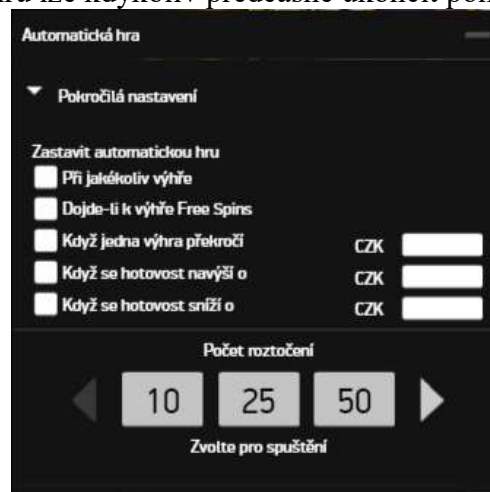 Automatická hra
Pokročilá nastavení
Zastavit automatickou hru
Při jakékoliv výhře
Dojde-li k výhře Free Spins
Když jedna výhra překročí CZK
Když se hotovost navýší o CZK
Když se hotovost sníží o CZK
Počet roztočení
10 25 50
Zvolte pro spuštění